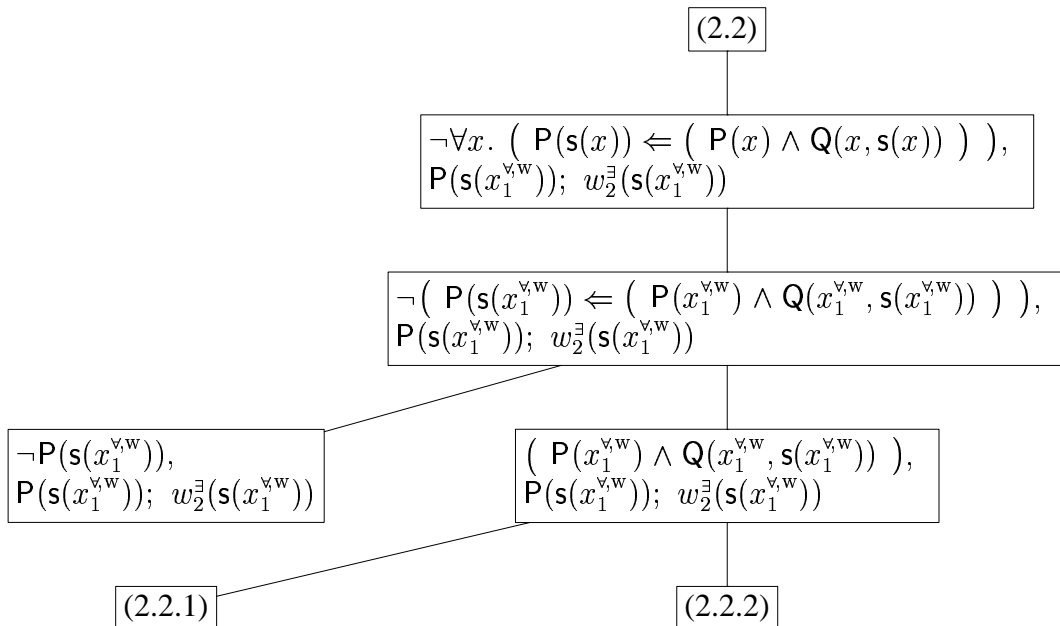 (2.2)
¬∀x. ( P(s(x)) ⇐ ( P(x) ∧ Q(x, s(x)) ) ),
P(s(x₁^{∀,w})); w₂^∃(s(x₁^{∀,w}))
¬( P(s(x₁^{∀,w})) ⇐ ( P(x₁^{∀,w}) ∧ Q(x₁^{∀,w}, s(x₁^{∀,w})) ) ),
P(s(x₁^{∀,w})); w₂^∃(s(x₁^{∀,w}))
¬P(s(x₁^{∀,w})),
P(s(x₁^{∀,w})); w₂^∃(s(x₁^{∀,w}))
( P(x₁^{∀,w}) ∧ Q(x₁^{∀,w}, s(x₁^{∀,w})) ),
P(s(x₁^{∀,w})); w₂^∃(s(x₁^{∀,w}))
(2.2.1)
(2.2.2)